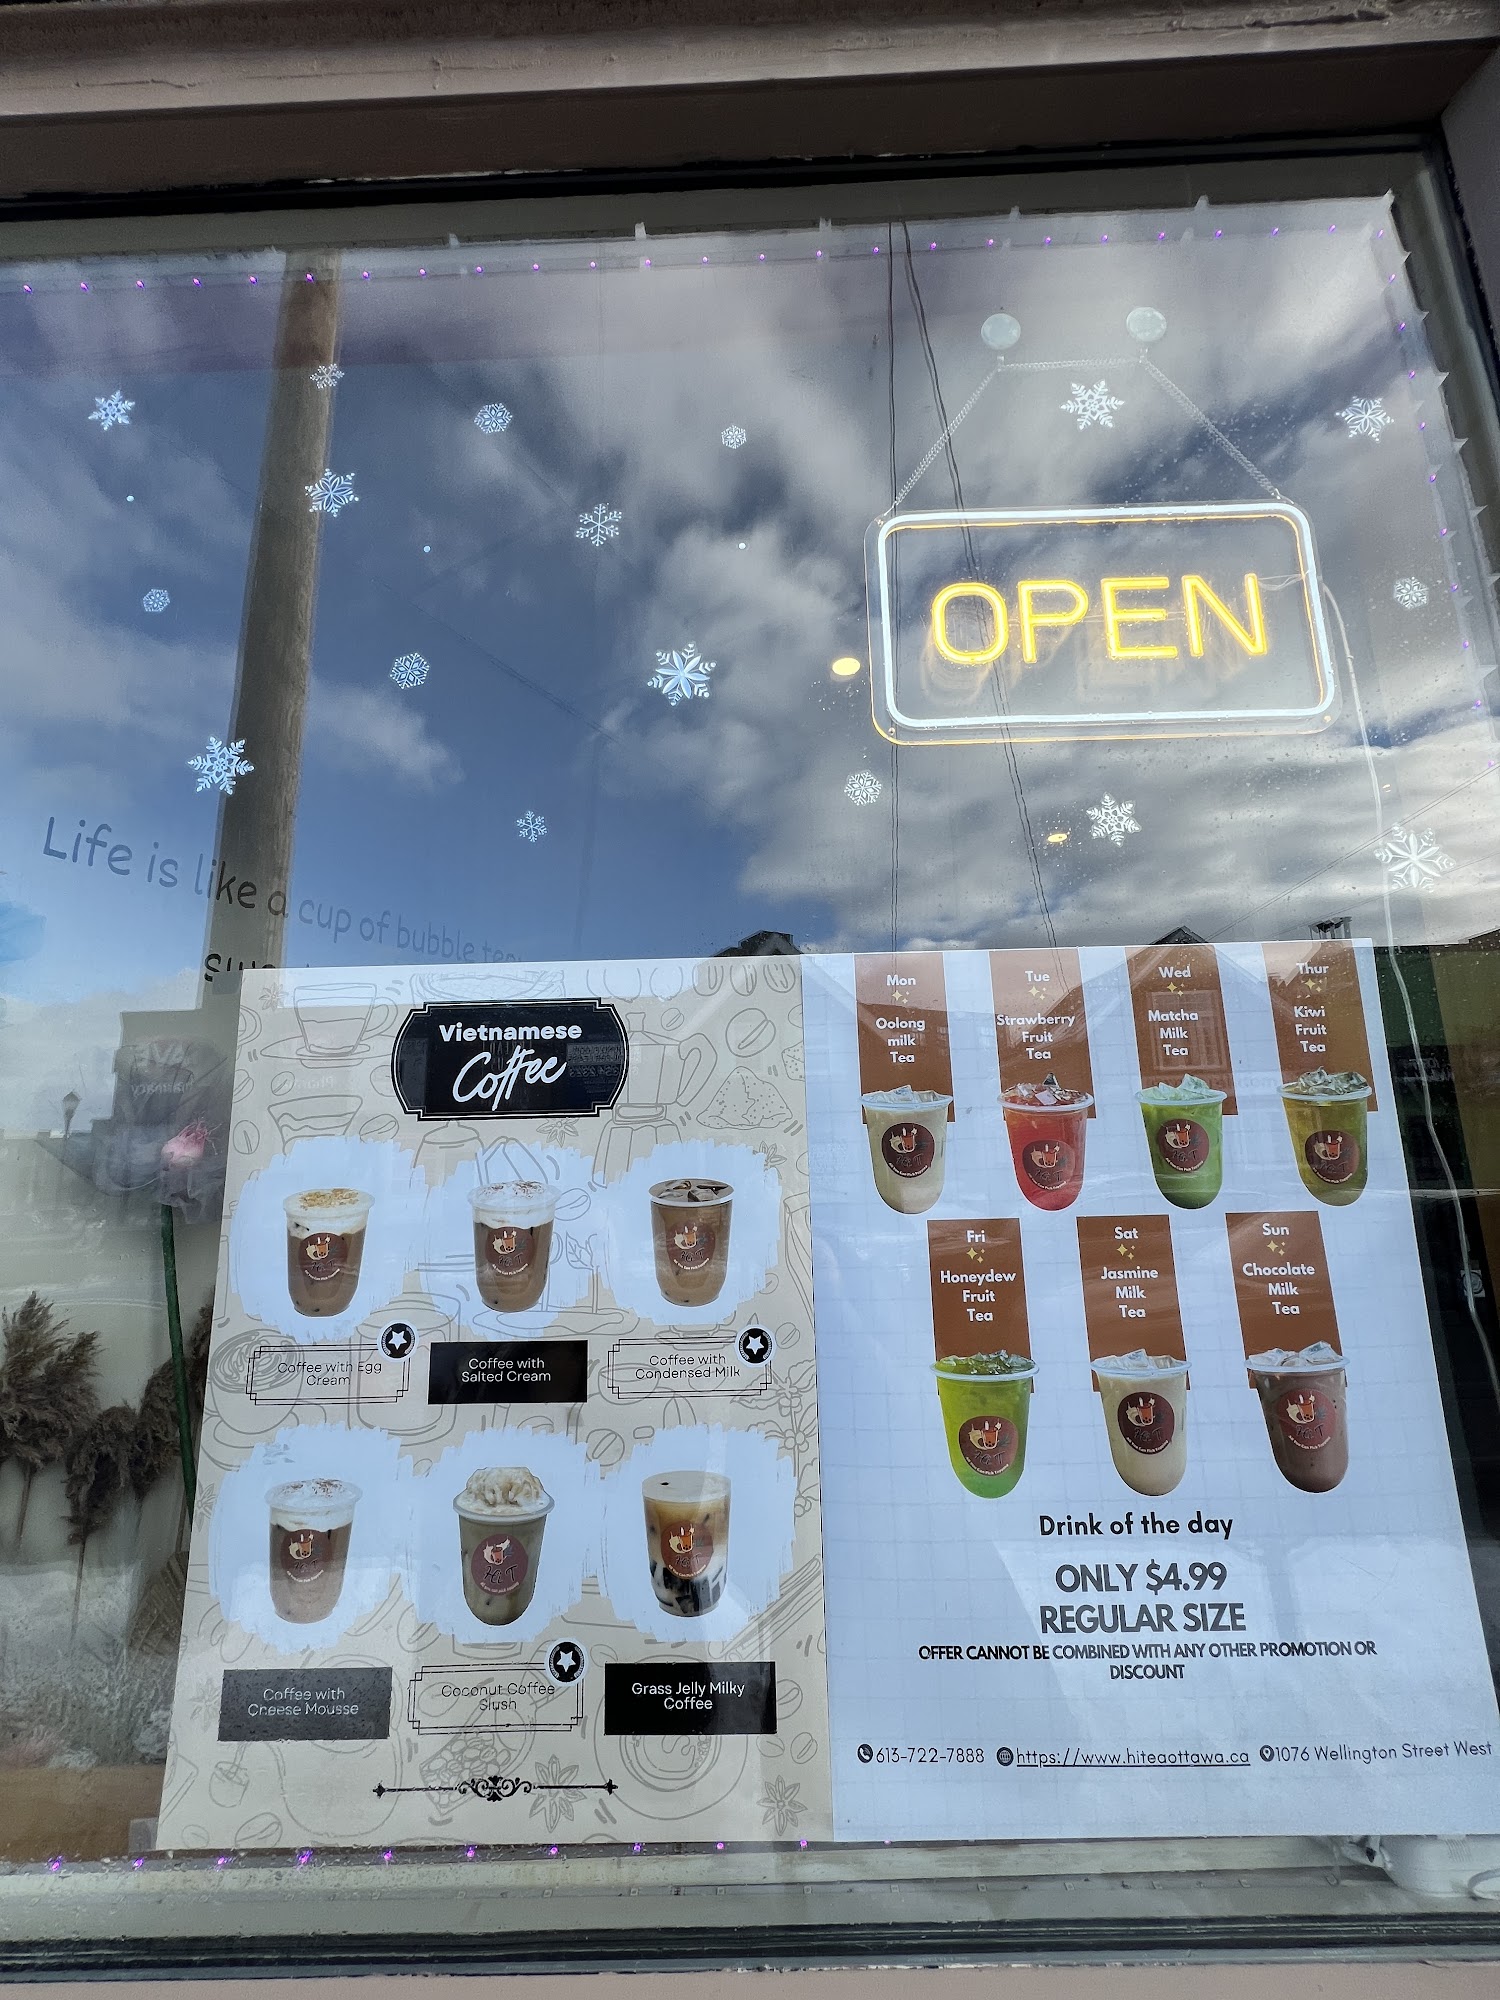 OPEN
Life is like a cup of bubble tea
Vietnamese
Coffee
Coffee with Egg
Cream
Coffee with
Salted Cream
Coffee with
Condensed Milk
Coffee with
Cheese Mousse
Coconut Coffee
Slush
Grass Jelly Milky
Coffee
Mon
Oolong
milk
Tea
Tue
Strawberry
Fruit
Tea
Wed
Matcha
Milk
Tea
Thur
Kiwi
Fruit
Tea
Fri
Honeydew
Fruit
Tea
Sat
Jasmine
Milk
Tea
Sun
Chocolate
Milk
Tea
Drink of the day
ONLY $4.99
REGULAR SIZE
OFFER CANNOT BE COMBINED WITH ANY OTHER PROMOTION OR
DISCOUNT
613-722-7888 https://www.hiteaottawa.ca 1076 Wellington Street West